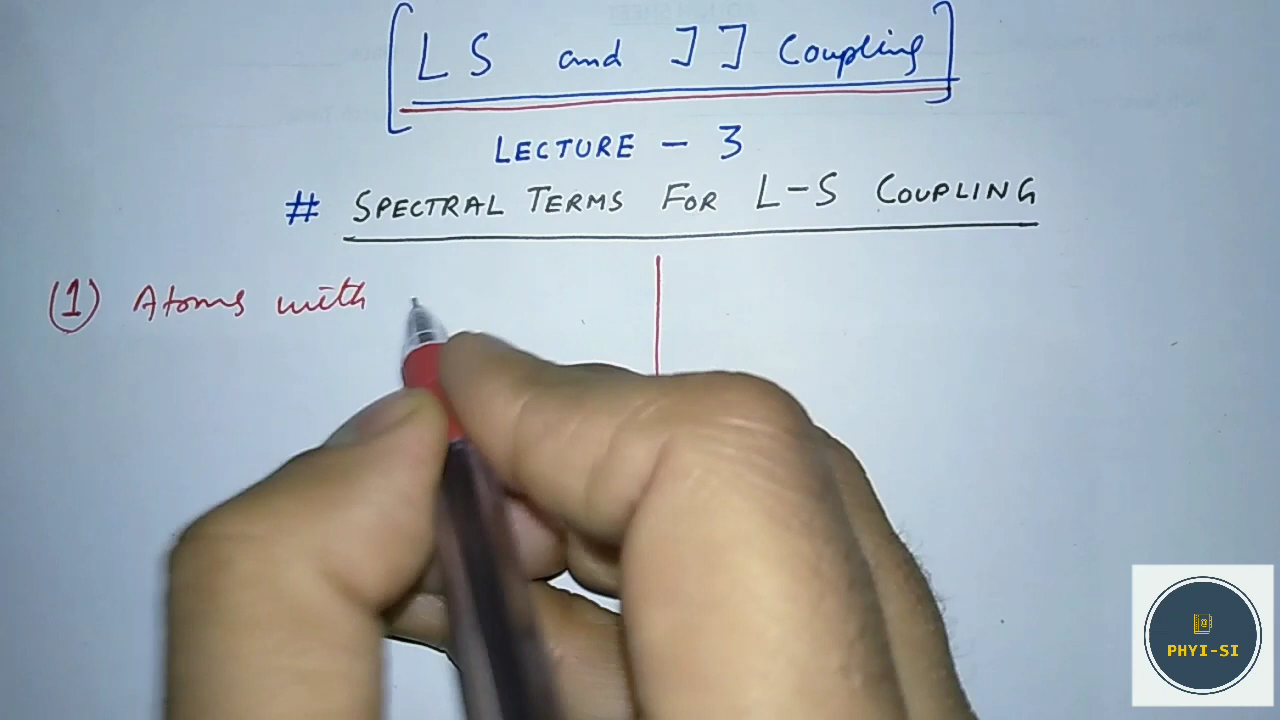 [LS and JJ Coupling]
LECTURE - 3
# SPECTRAL TERMS FOR L-S COUPLING
(1) Atoms with
PHYI-SI